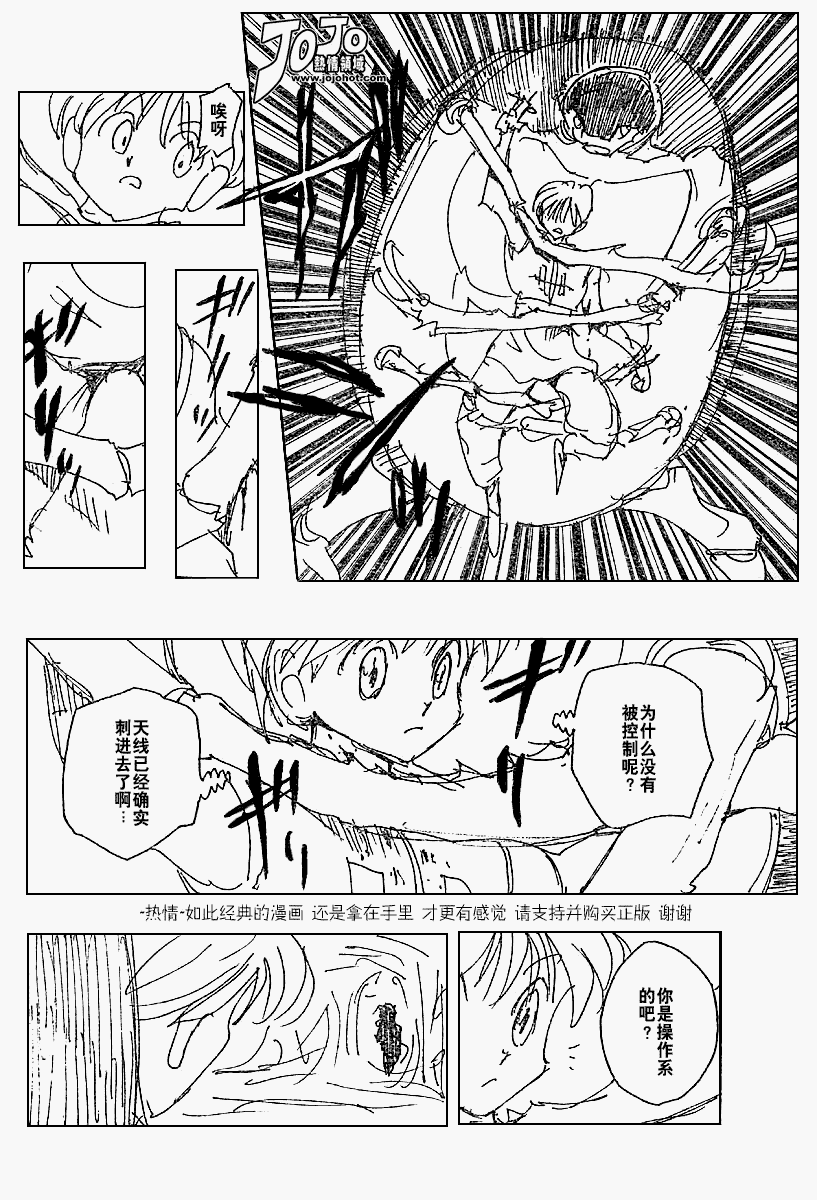 JOJO
熱情領域
www.jojohot.com
唉呀
为什么没有
被控制呢？
天线已经确实
刺进去了啊…
-热情-如此经典的漫画 还是拿在手里 才更有感觉 请支持并购买正版 谢谢
你是操作系
的吧？